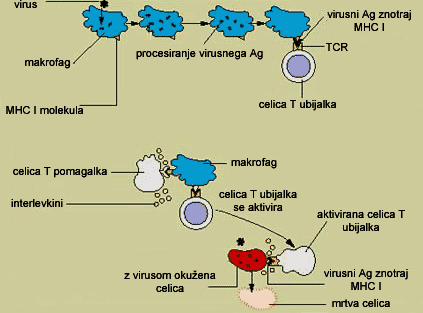 virus
makrofag
MHC I molekula
procesiranje virusnega Ag
virusni Ag znotraj
MHC I
TCR
celica T ubijalka
celica T pomagalka
interlevkini
makrofag
celica T ubijalka
se aktivira
aktivirana celica T
ubijalka
z virusom okužena
celica
virusni Ag znotraj
MHC I
mrtva celica